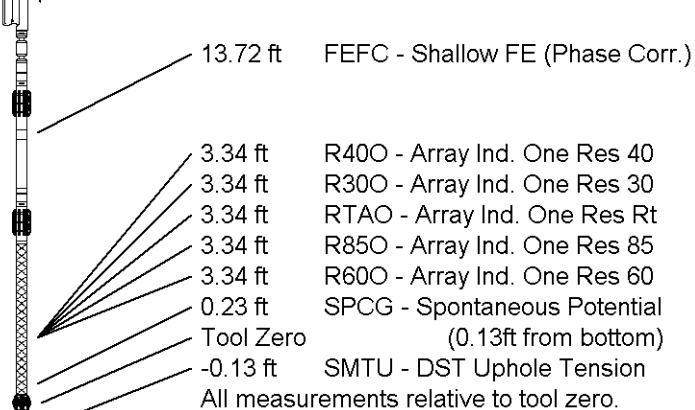 13.72 ft FEFC - Shallow FE (Phase Corr.)
3.34 ft R40O - Array Ind. One Res 40
3.34 ft R30O - Array Ind. One Res 30
3.34 ft RTAO - Array Ind. One Res Rt
3.34 ft R85O - Array Ind. One Res 85
3.34 ft R60O - Array Ind. One Res 60
0.23 ft SPCG - Spontaneous Potential
Tool Zero (0.13ft from bottom)
-0.13 ft SMTU - DST Uphole Tension
All measurements relative to tool zero.